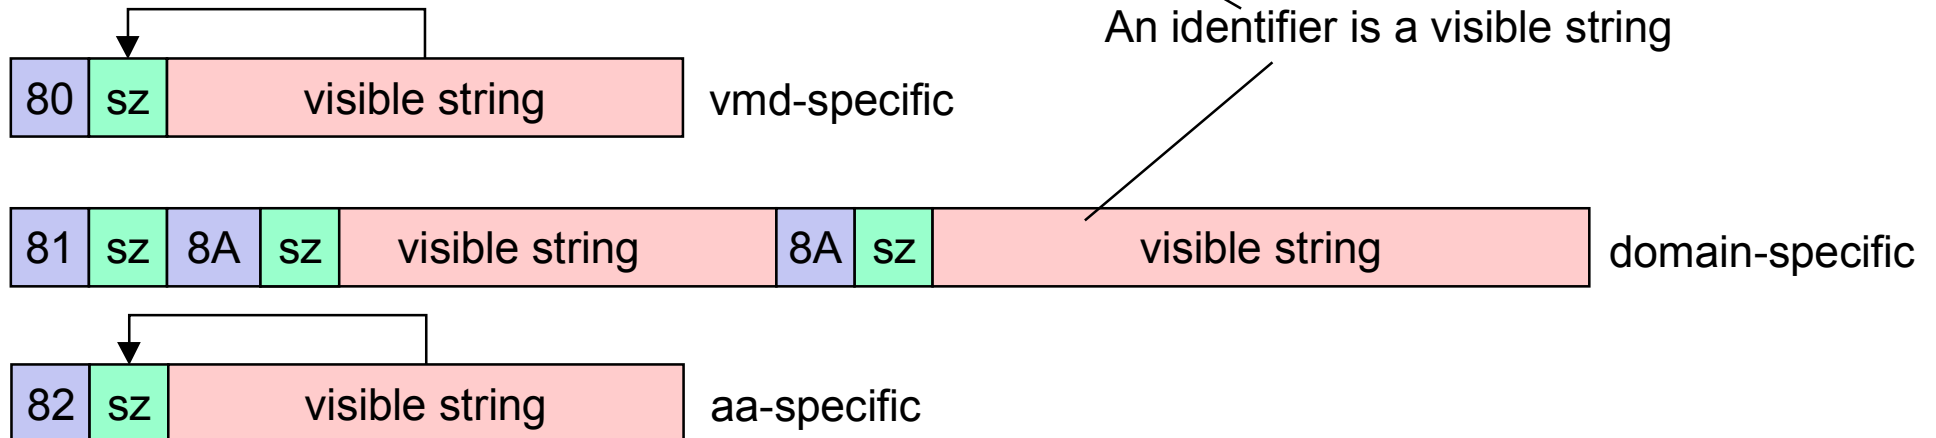 An identifier is a visible string
80 sz visible string vmd-specific
81 sz 8A sz visible string 8A sz visible string domain-specific
82 sz visible string aa-specific